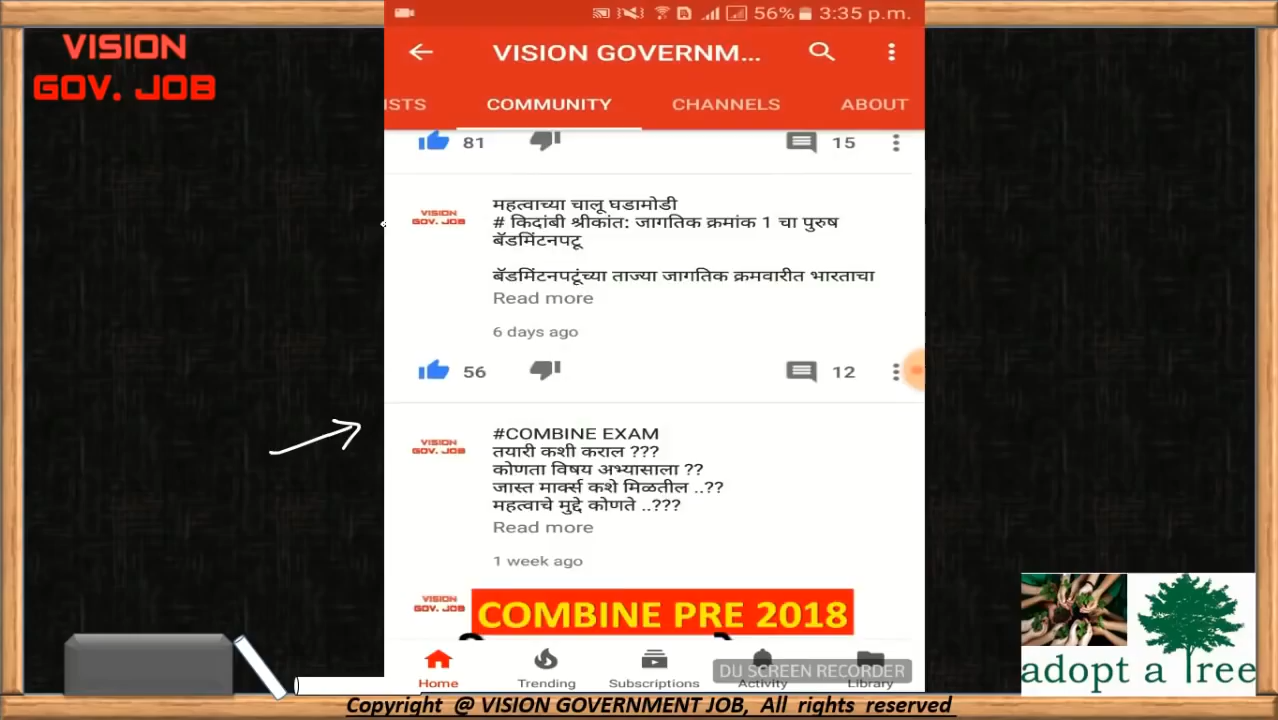 VISION
GOV. JOB
56% 3:35 p.m.
VISION GOVERNM...
ISTS COMMUNITY CHANNELS ABOUT
81 15
VISION
GOV. JOB
महत्वाच्या चालू घडामोडी
# किदांबी श्रीकांत: जागतिक क्रमांक 1 चा पुरुष
बॅडमिंटनपटू
बॅडमिंटनपटूंच्या ताज्या जागतिक क्रमवारीत भारताचा
Read more
6 days ago
56 12
VISION
GOV. JOB
#COMBINE EXAM
तयारी कशी कराल ???
कोणता विषय अभ्यासाला ??
जास्त मार्क्स कशे मिळतील ..??
महत्वाचे मुद्दे कोणते ..???
Read more
1 week ago
VISION
GOV. JOB
COMBINE PRE 2018
DU SCREEN RECORDER
Home Trending Subscriptions Activity Library
adopt a Tree
Copyright @ VISION GOVERNMENT JOB, All rights reserved